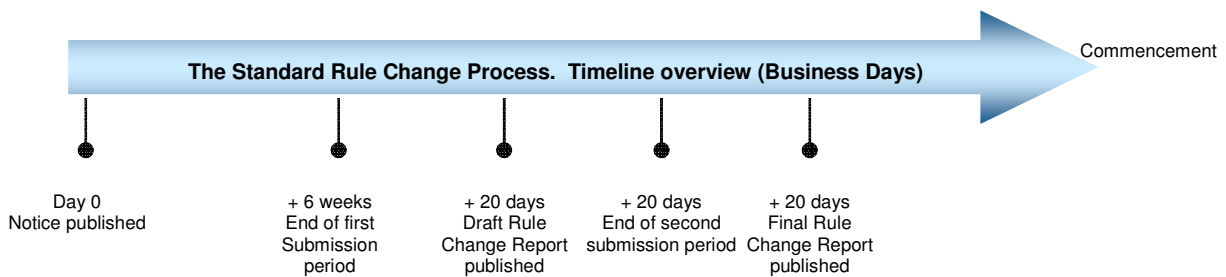 The Standard Rule Change Process. Timeline overview (Business Days)
Commencement
Day 0
Notice published
+ 6 weeks
End of first
Submission
period
+ 20 days
Draft Rule
Change Report
published
+ 20 days
End of second
submission period
+ 20 days
Final Rule
Change Report
published